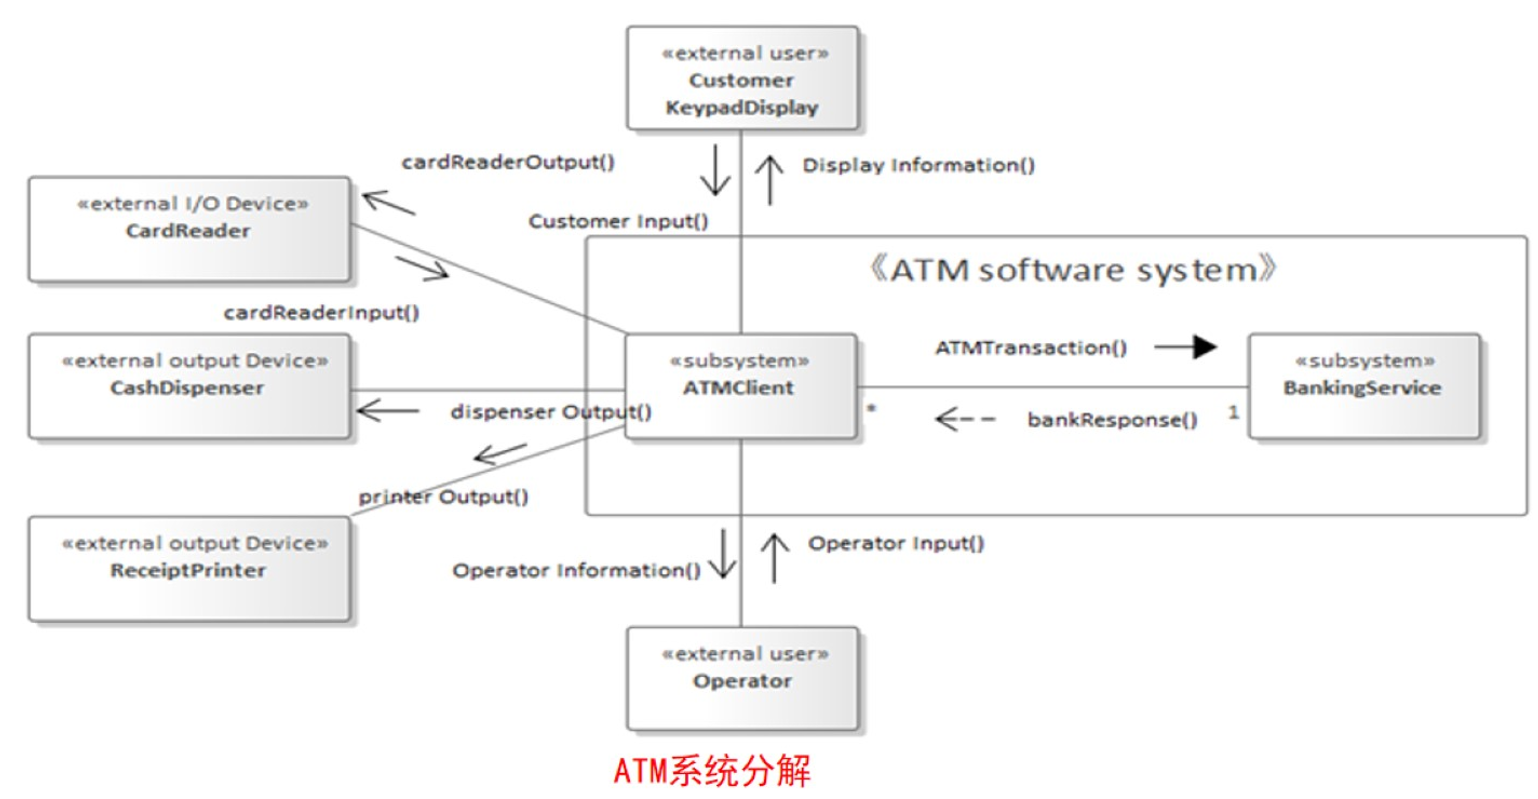 «external user»
Customer
KeypadDisplay
cardReaderOutput()
Display Information()
«external I/O Device»
CardReader
Customer Input()
《ATM software system》
cardReaderInput()
«external output Device»
CashDispenser
«subsystem»
ATMClient
ATMTransaction()
«subsystem»
BankingService
dispenser Output()
*
bankResponse()
1
printer Output()
«external output Device»
ReceiptPrinter
Operator Information()
Operator Input()
«external user»
Operator
ATM系统分解